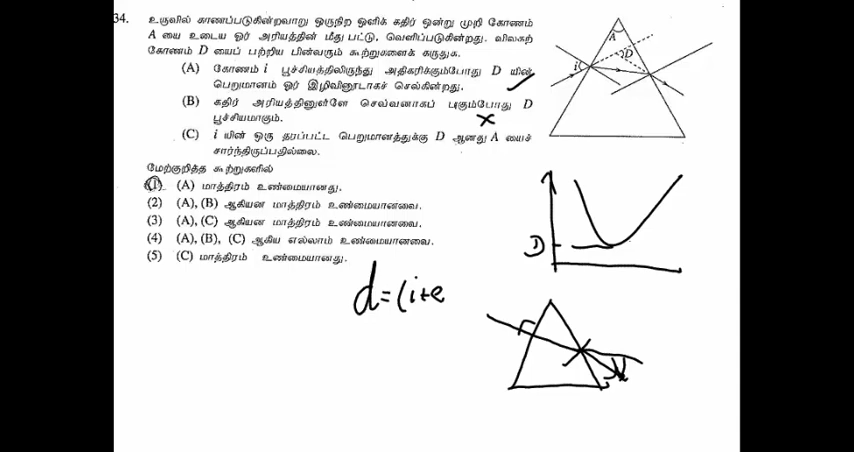 34. உருவில் காணப்படுகின்றவாறு ஒருநிற ஒளிக் கதிர் ஒன்று முறி கோணம்
A யை உடைய ஓர் அரியத்தின் மீது பட்டு, வெளிப்படுகின்றது. விலகற்
கோணம் D யைப் பற்றிய பின்வரும் கூற்றுகளைக் கருதுக.
(A) கோணம் i பூச்சியத்திலிருந்து அதிகரிக்கும்போது D யின்
பெறுமானம் ஓர் இழிவினூடாகச் செல்கின்றது.
(B) கதிர் அரியத்தினுள்ளே செவ்வனாகப் புகும்போது D
பூச்சியமாகும்.
(C) i யின் ஒரு தரப்பட்ட பெறுமானத்துக்கு D ஆனது A யைச்
சார்ந்திருப்பதில்லை.
மேற்குறித்த கூற்றுகளில்
(1) (A) மாத்திரம் உண்மையானது.
(2) (A), (B) ஆகியன மாத்திரம் உண்மையானவை.
(3) (A), (C) ஆகியன மாத்திரம் உண்மையானவை.
(4) (A), (B), (C) ஆகிய எல்லாம் உண்மையானவை.
(5) (C) மாத்திரம் உண்மையானது.
A
D
i
D
d=(i+e